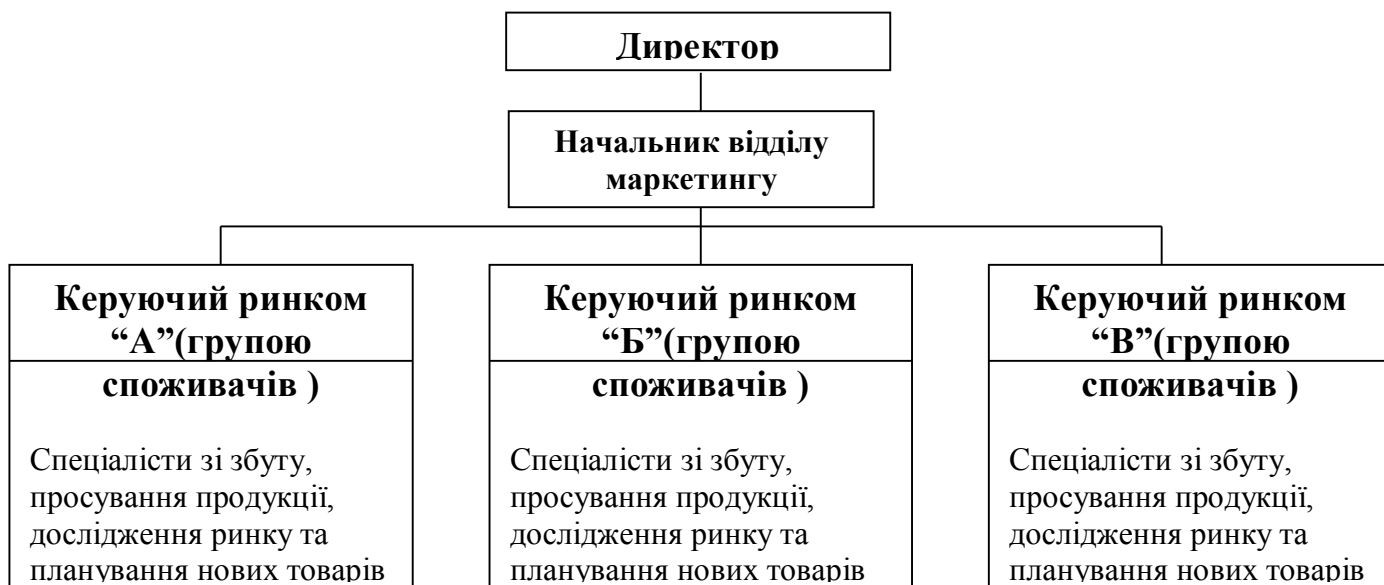 Директор
Начальник відділу
маркетингу
Керуючий ринком
“А”(групою
споживачів )
Спеціалісти зі збуту,
просування продукції,
дослідження ринку та
планування нових товарів
Керуючий ринком
“Б”(групою
споживачів )
Спеціалісти зі збуту,
просування продукції,
дослідження ринку та
планування нових товарів
Керуючий ринком
“В”(групою
споживачів )
Спеціалісти зі збуту,
просування продукції,
дослідження ринку та
планування нових товарів